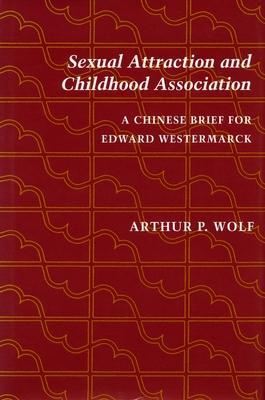 Sexual Attraction and
Childhood Association
A CHINESE BRIEF FOR
EDWARD WESTERMARCK
ARTHUR P. WOLF